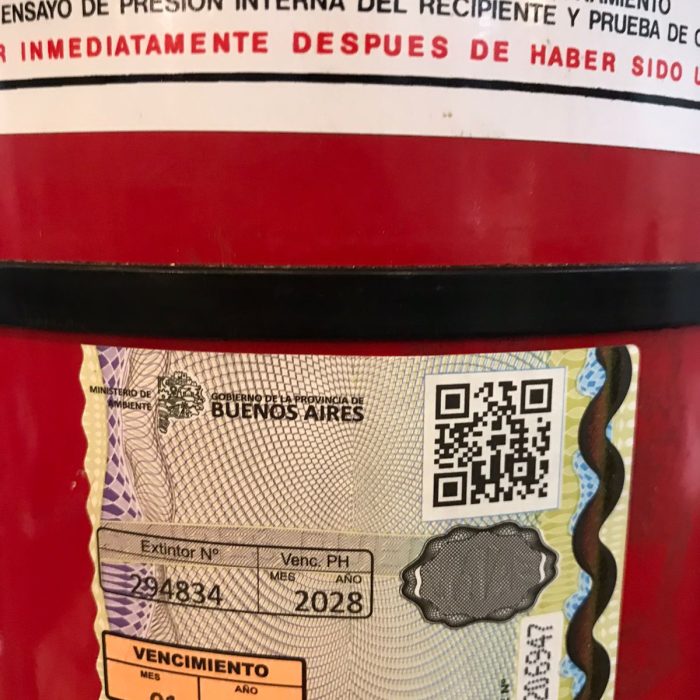 ENSAYO DE PRESION INTERNA DEL RECIPIENTE Y PRUEBA DE
INMEDIATAMENTE DESPUES DE HABER SIDO
MINISTERIO DE
AMBIENTE
GOBIERNO DE LA PROVINCIA DE
BUENOS AIRES
Extintor Nº
Venc. PH
MES AÑO
294834
2028
VENCIMIENTO
MES
AÑO